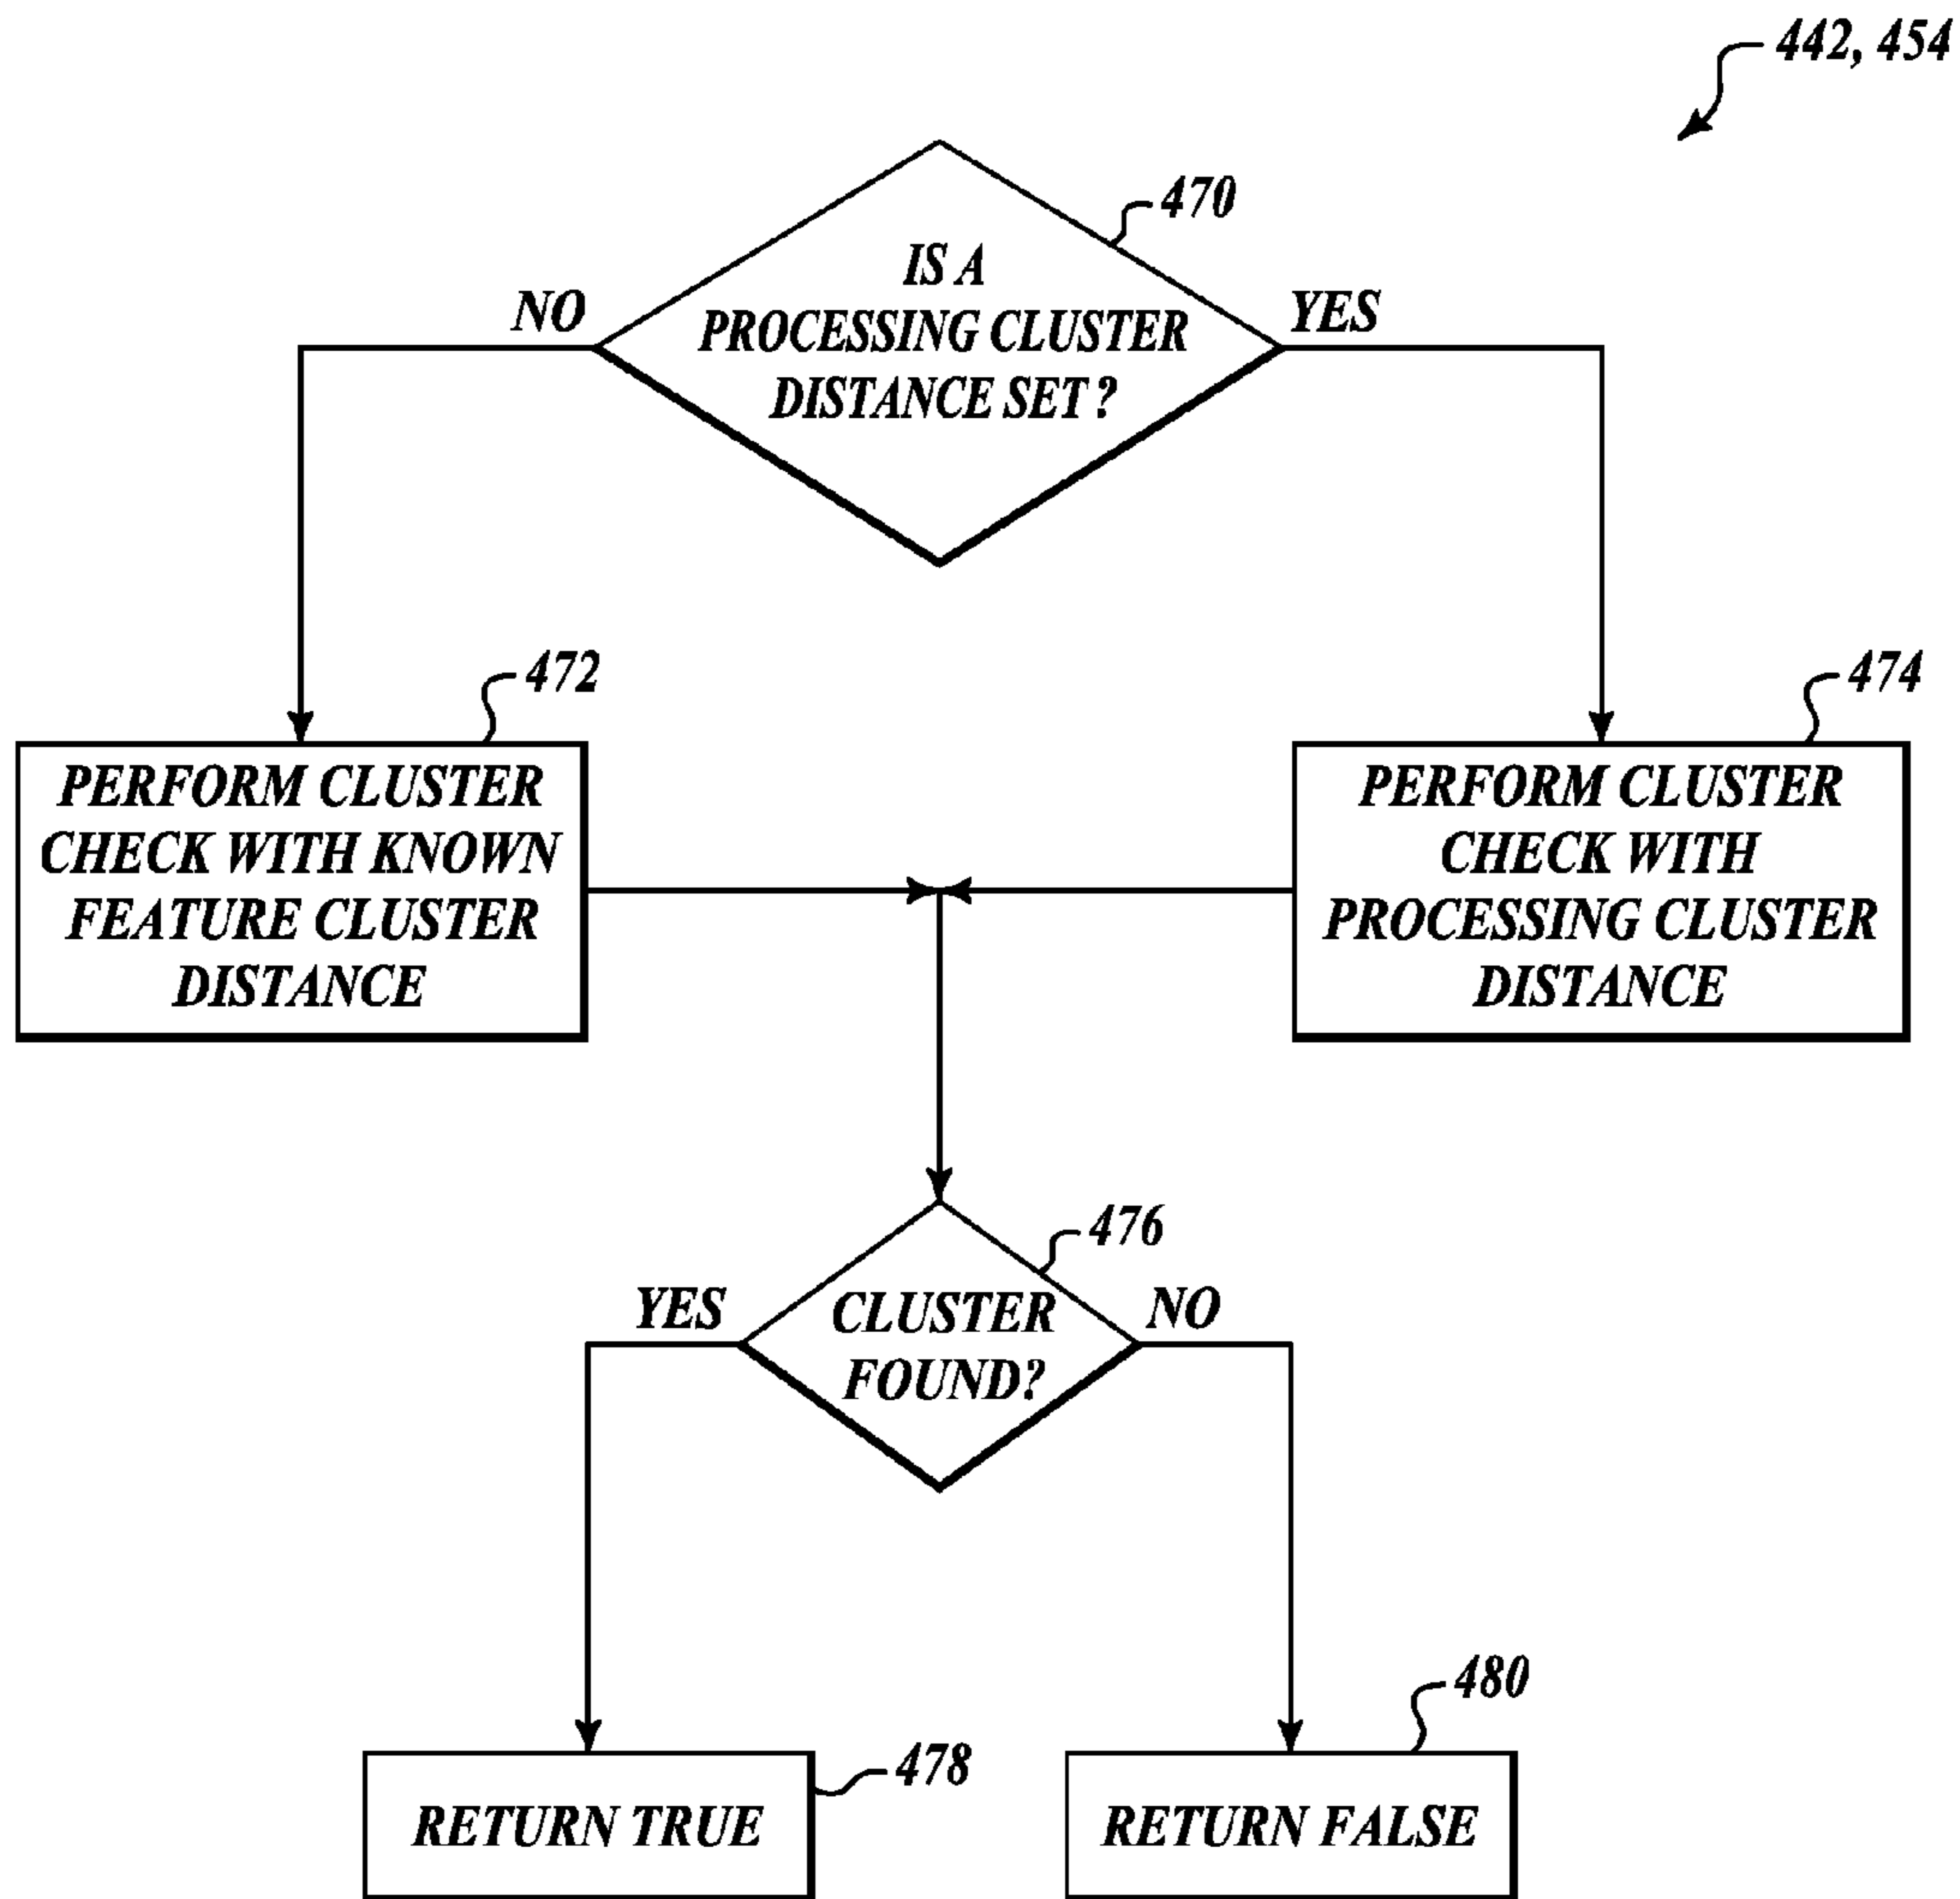 442, 454
470
IS A
PROCESSING CLUSTER
DISTANCE SET?
NO
YES
472
PERFORM CLUSTER
CHECK WITH KNOWN
FEATURE CLUSTER
DISTANCE
474
PERFORM CLUSTER
CHECK WITH
PROCESSING CLUSTER
DISTANCE
476
CLUSTER
FOUND?
YES
NO
478
RETURN TRUE
480
RETURN FALSE